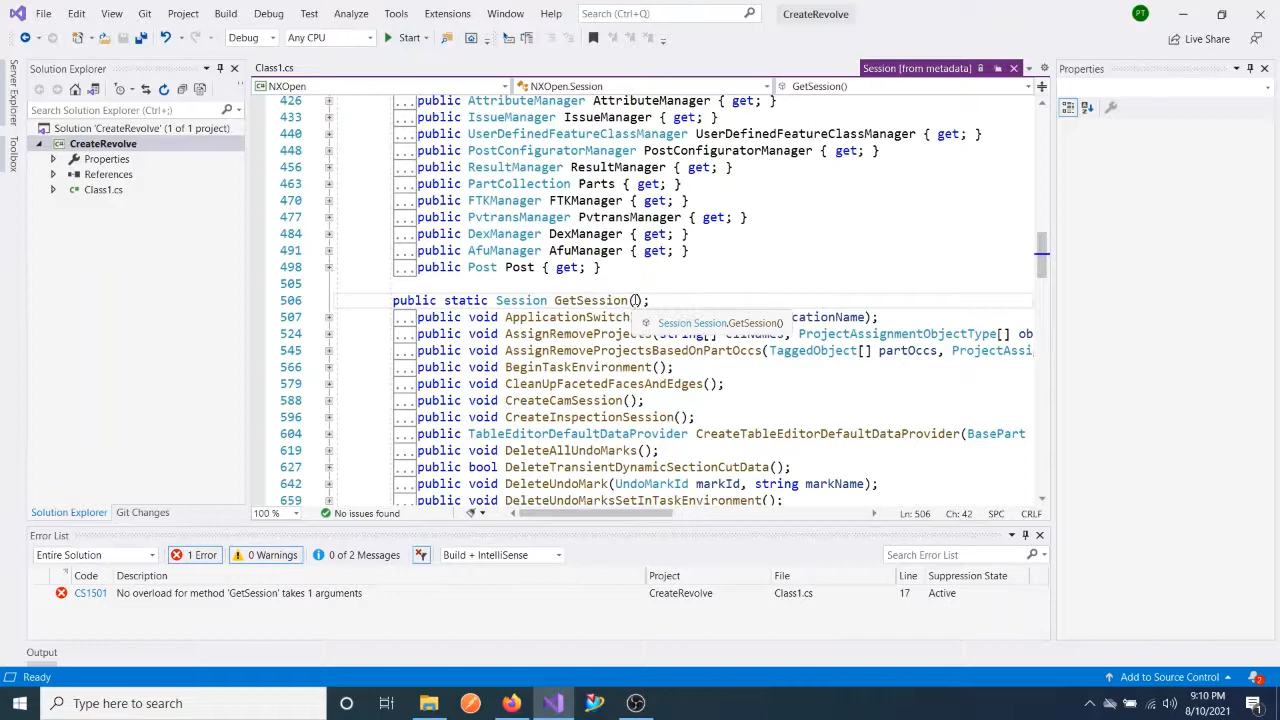 File Edit View Git Project Build Debug Test Analyze Tools Extensions Window Help Search (Ctrl+Q) CreateRevolve PT
Debug Any CPU Start Live Share
Server Explorer
Toolbox
Solution Explorer
Search Solution Explorer (Ctrl+;)
Solution 'CreateRevolve' (1 of 1 project)
CreateRevolve
Properties
References
Class1.cs
Solution Explorer Git Changes
Class1.cs Session [from metadata]
NXOpen NXOpen.Session GetSession()
426 ... public AttributeManager AttributeManager { get; }
433 ... public IssueManager IssueManager { get; }
440 ... public UserDefinedFeatureClassManager UserDefinedFeatureClassManager { get; }
448 ... public PostConfiguratorManager PostConfiguratorManager { get; }
456 ... public ResultManager ResultManager { get; }
463 ... public PartCollection Parts { get; }
470 ... public FTKManager FTKManager { get; }
477 ... public PvtransManager PvtransManager { get; }
484 ... public DexManager DexManager { get; }
491 ... public AfuManager AfuManager { get; }
498 ... public Post Post { get; }
505
506 public static Session GetSession();
507 ... public void ApplicationSwitch cationName);
Session Session.GetSession()
524 ... public void AssignRemoveProjects( ProjectAssignmentObjectType[] ob
545 ... public void AssignRemoveProjectsBasedOnPartOccs(TaggedObject[] partOccs, ProjectAssi
566 ... public void BeginTaskEnvironment();
579 ... public void CleanUpFacetedFacesAndEdges();
588 ... public void CreateCamSession();
596 ... public void CreateInspectionSession();
604 ... public TableEditorDefaultDataProvider CreateTableEditorDefaultDataProvider(BasePart
619 ... public void DeleteAllUndoMarks();
627 ... public bool DeleteTransientDynamicSectionCutData();
642 ... public void DeleteUndoMark(UndoMarkId markId, string markName);
659 ... public void DeleteUndoMarksSetInTaskEnvironment();
100 % No issues found Ln: 506 Ch: 42 SPC CRLF
Properties
Error List
Entire Solution 1 Error 0 Warnings 0 of 2 Messages Build + IntelliSense Search Error List
Code Description Project File Line Suppression State
CS1501 No overload for method 'GetSession' takes 1 arguments CreateRevolve Class1.cs 17 Active
Output
Ready Add to Source Control 2
Type here to search 9:10 PM
8/10/2021